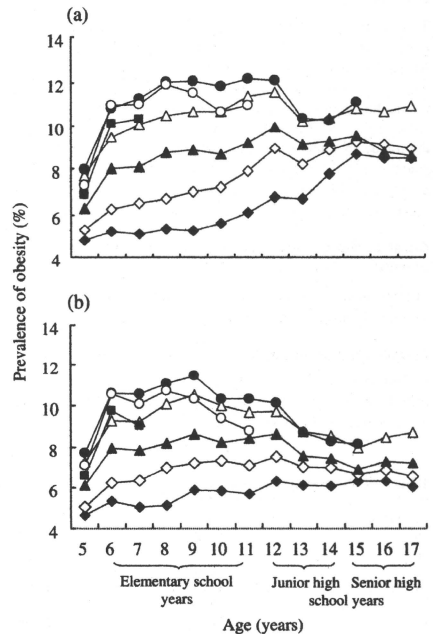 (a)
14
12
10
8
6
4
Prevalence of obesity (%)
(b)
14
12
10
8
6
4
5 6 7 8 9 10 11 12 13 14 15 16 17
Elementary school years
Junior high Senior high
school years
Age (years)